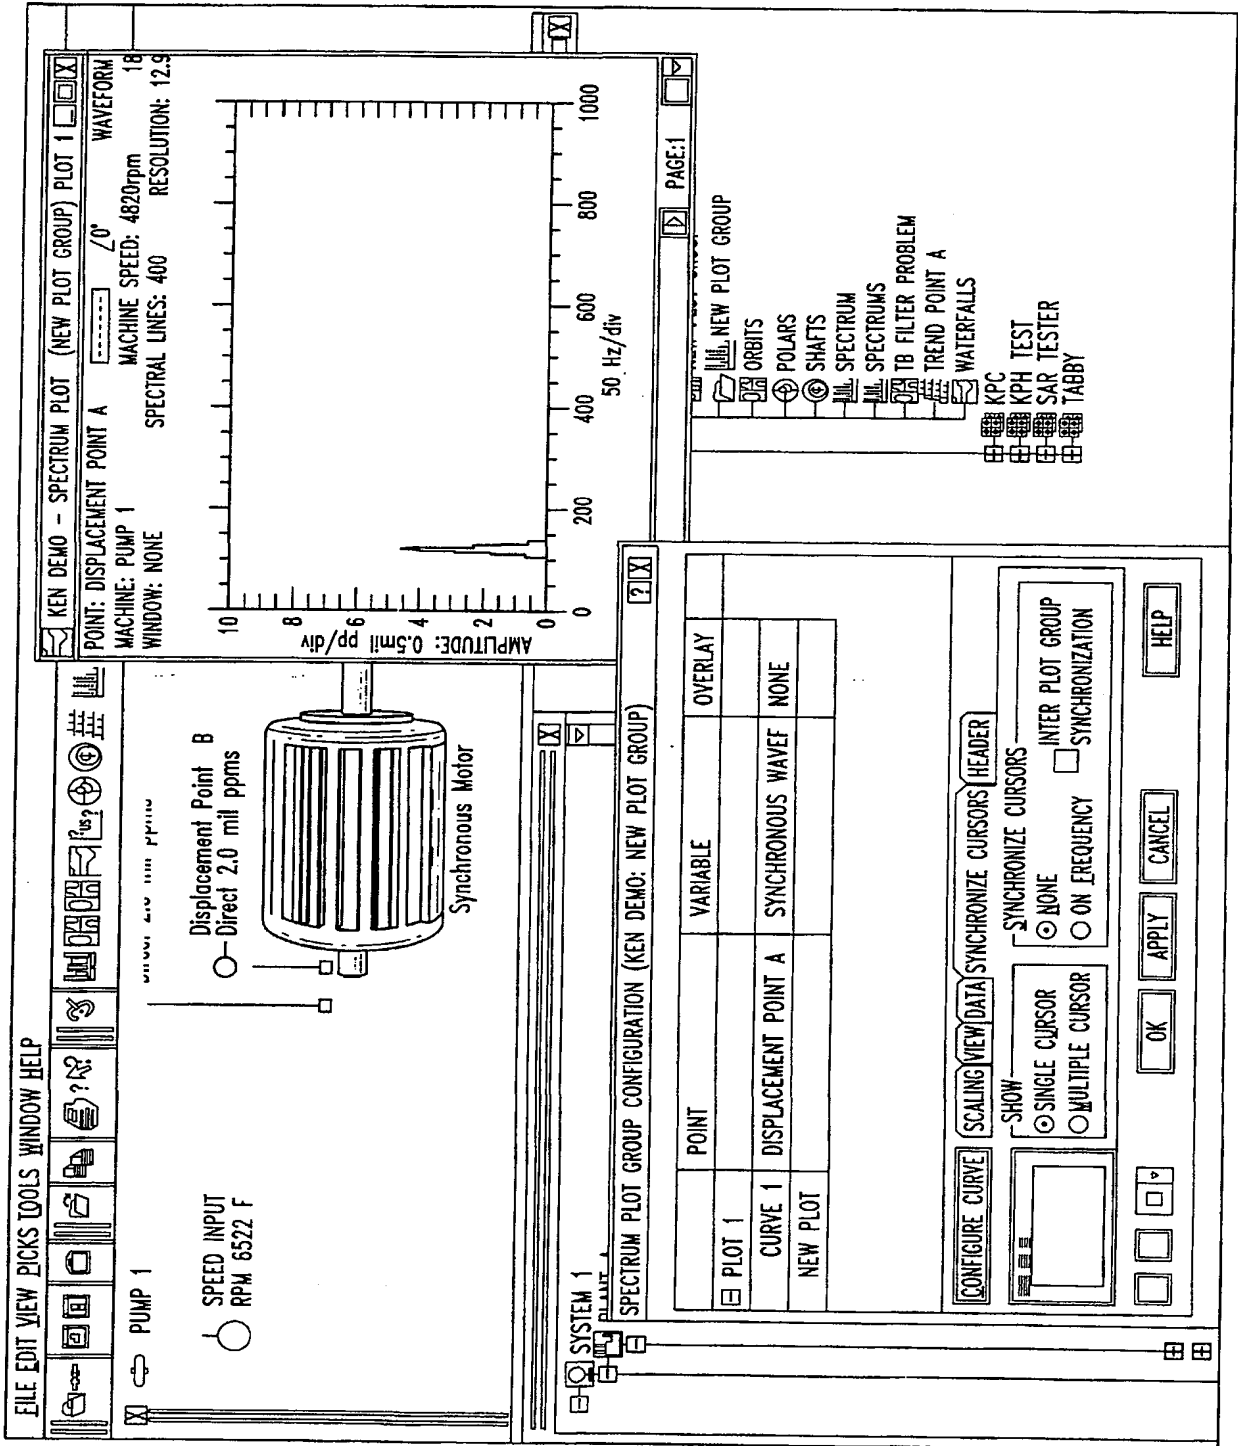 FILE EDIT VIEW PICKS TOOLS WINDOW HELP
PUMP 1
SPEED INPUT
RPM 6522 F
Displacement Point B
Direct 2.0 mil ppms
Synchronous Motor
KEN DEMO - SPECTRUM PLOT (NEW PLOT GROUP) PLOT 1
POINT: DISPLACEMENT POINT A /0° WAVEFORM
MACHINE: PUMP 1 MACHINE SPEED: 4820rpm 18
WINDOW: NONE SPECTRAL LINES: 400 RESOLUTION: 12.9
AMPLITUDE: 0.5mil pp/div
10
8
6
4
2
0
0 200 400 600 800 1000
50 Hz/div
PAGE:1
NEW PLOT GROUP
ORBITS
POLARS
SHAFTS
SPECTRUM
SPECTRUMS
TB FILTER PROBLEM
TREND POINT A
WATERFALLS
KPC
KPH TEST
SAR TESTER
TABBY
SYSTEM 1
SPECTRUM PLOT GROUP CONFIGURATION (KEN DEMO: NEW PLOT GROUP) ? X
POINT VARIABLE OVERLAY
PLOT 1
CURVE 1 DISPLACEMENT POINT A SYNCHRONOUS WAVEF NONE
NEW PLOT
CONFIGURE CURVE SCALING VIEW DATA SYNCHRONIZE CURSORS HEADER
SHOW
SINGLE CURSOR
MULTIPLE CURSOR
SYNCHRONIZE CURSORS
NONE
ON FREQUENCY
INTER PLOT GROUP
SYNCHRONIZATION
OK APPLY CANCEL HELP